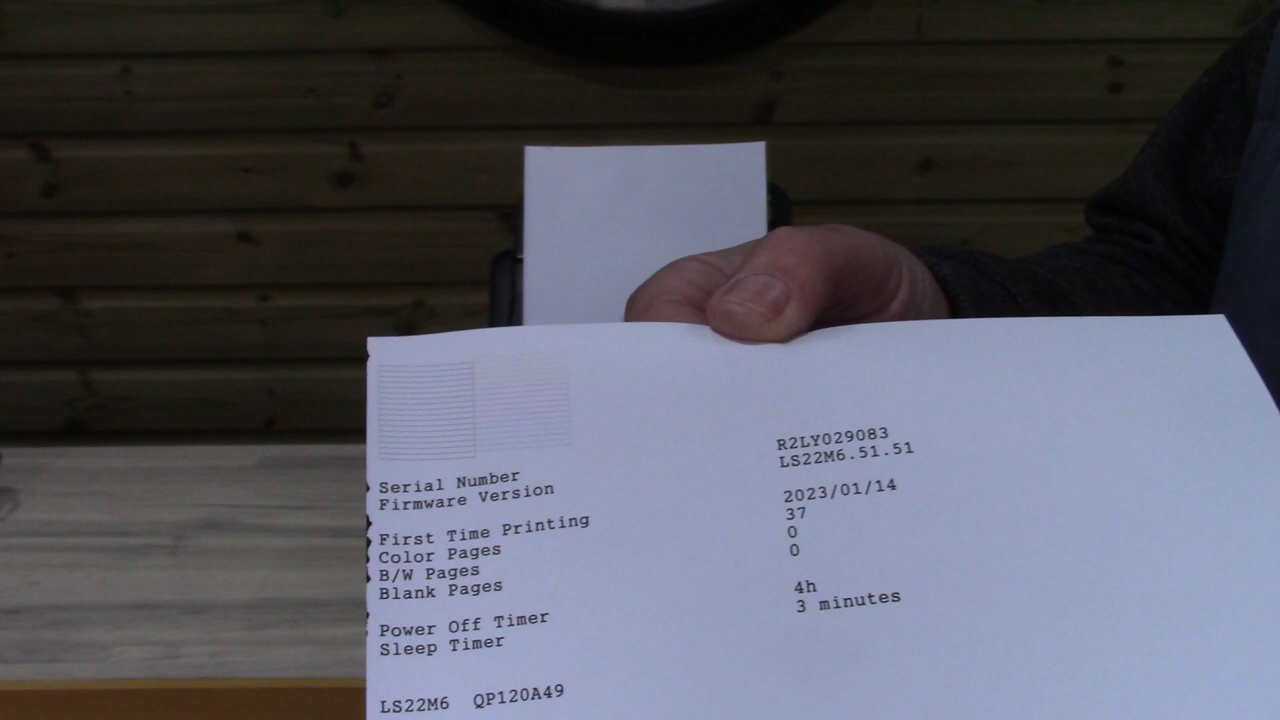 Serial Number R2LY029083
Firmware Version LS22M6.51.51
First Time Printing 2023/01/14
Color Pages 37
B/W Pages 0
Blank Pages 0
Power Off Timer 4h
Sleep Timer 3 minutes
LS22M6 QP120A49